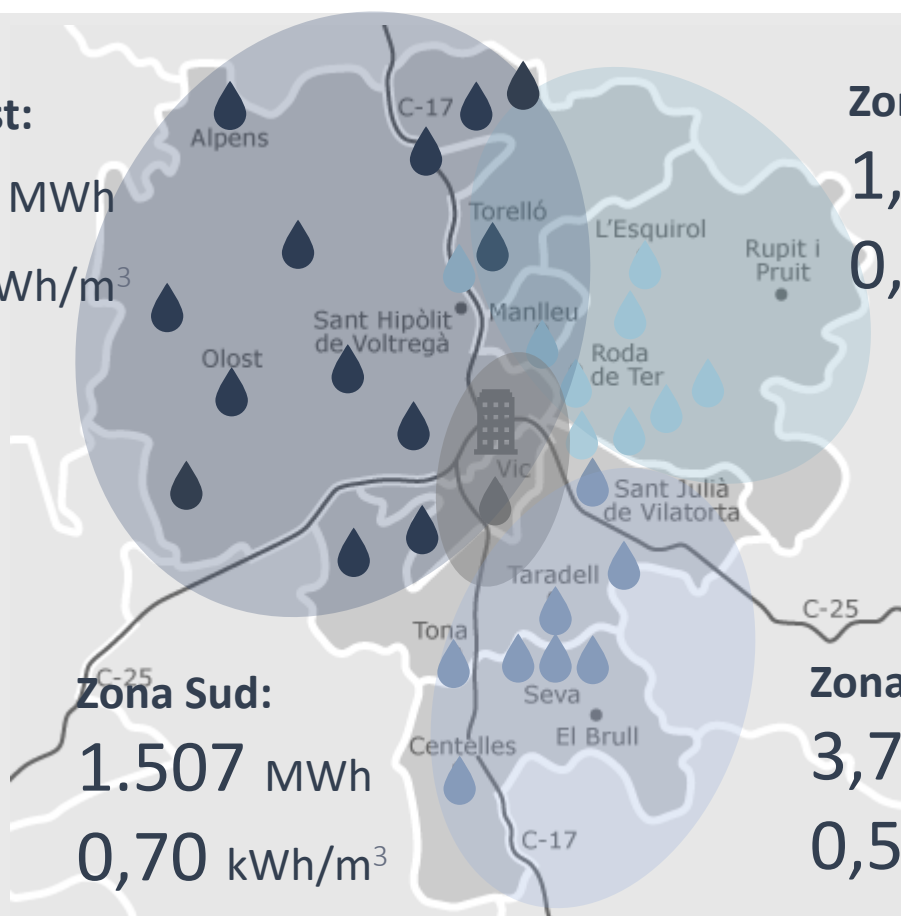 st:
MWh
Wh/m³
Zor
1,
0,
C-17
Alpens
Torelló
L'Esquirol
Rupit i
Pruit
Sant Hipòlit
de Voltregà
Manlleu
Olost
Roda
de Ter
Vic
Sant Julià
de Vilatorta
Taradell
C-25
Tona
C-25
Seva
El Brull
Centelles
C-17
Zona Sud:
1.507 MWh
0,70 kWh/m³
Zona
3,7
0,5